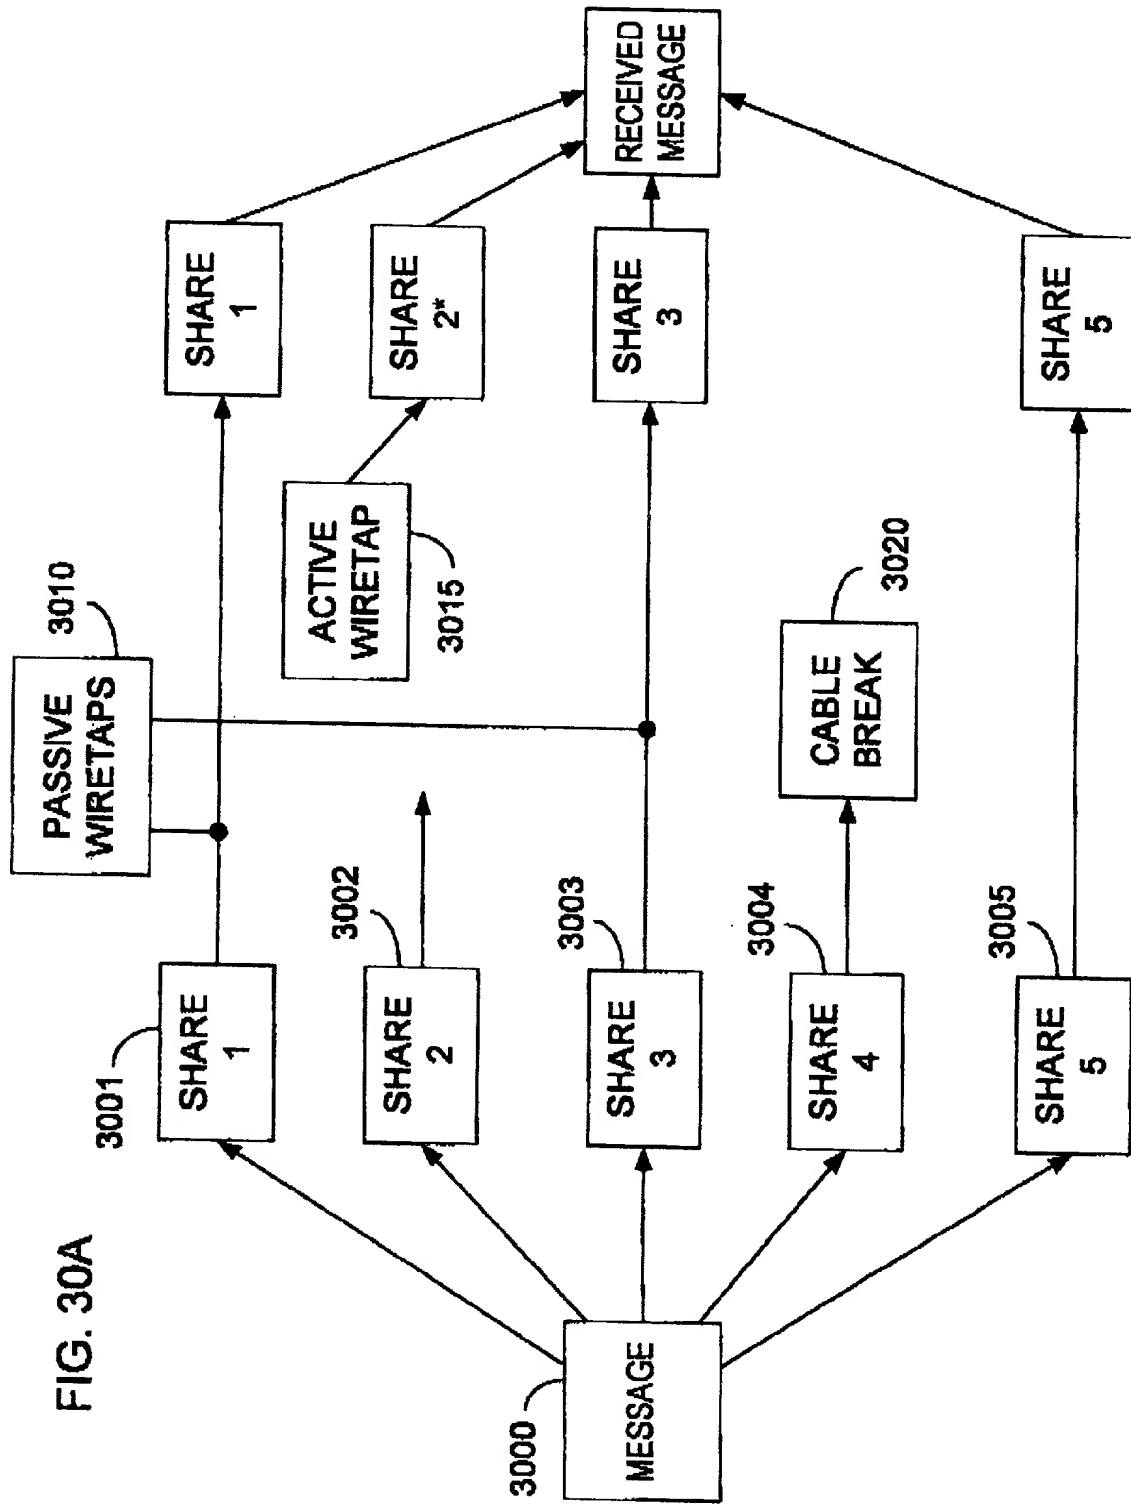 FIG. 30A
3000
MESSAGE
3001
SHARE
1
3002
SHARE
2
3003
SHARE
3
3004
SHARE
4
3005
SHARE
5
PASSIVE
WIRETAPS
3010
ACTIVE
WIRETAP
3015
CABLE
BREAK
3020
SHARE
1
SHARE
2*
SHARE
3
SHARE
5
RECEIVED
MESSAGE